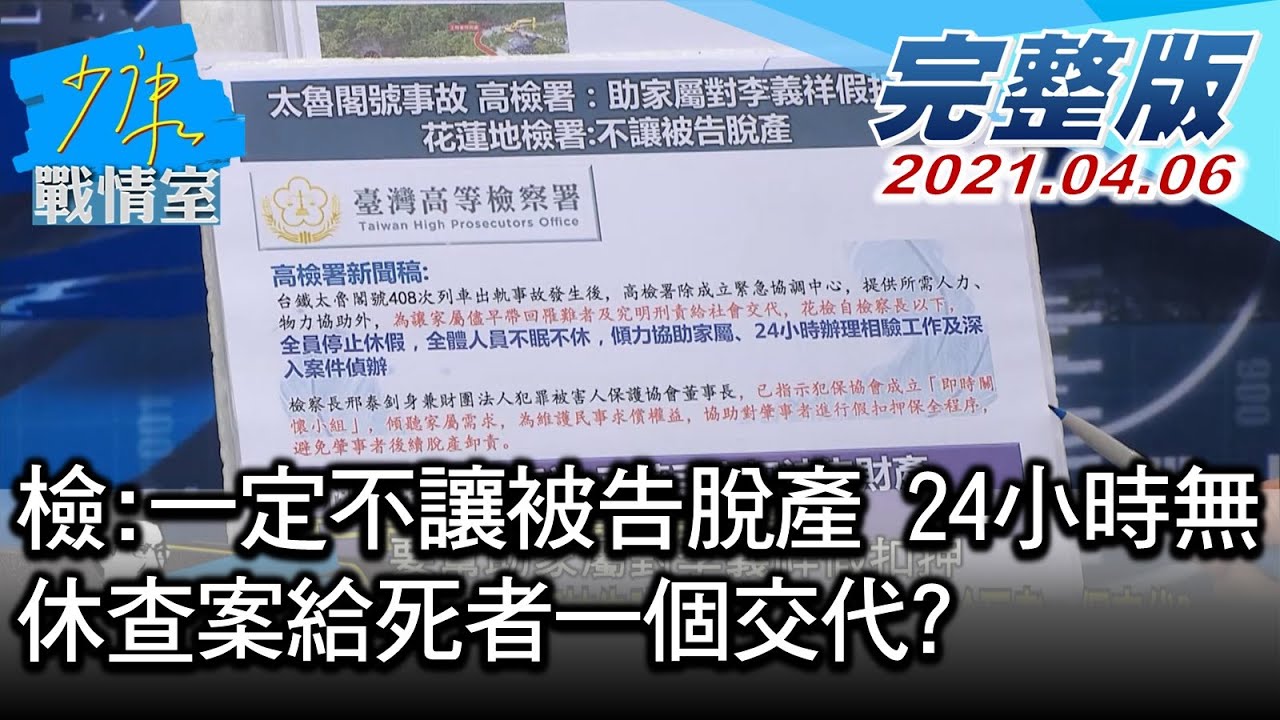 少康
戰情室
完整版
2021.04.06
太魯閣號事故 高檢署：助家屬對李義祥假扣
花蓮地檢署:不讓被告脫產
臺灣高等檢察署
Taiwan High Prosecutors Office
高檢署新聞稿:
台鐵太魯閣號408次列車出軌事故發生後，高檢署除成立緊急協調中心，提供所需人力、
物力協助外，為讓家屬儘早帶回罹難者及究明刑責給社會交代，花檢自檢察長以下，
全員停止休假，全體人員不眠不休，傾力協助家屬、24小時辦理相驗工作及深
入案件偵辦
檢察長邢泰釗身兼財團法人犯罪被害人保護協會董事長，已指示犯保協會成立「即時關
懷小組」，傾聽家屬需求，為維護民事求償權益，協助對肇事者進行假扣押保全程序，
避免肇事者後續脫產卸責。
財產
檢:一定不讓被告脫產 24小時無
休查案給死者一個交代?